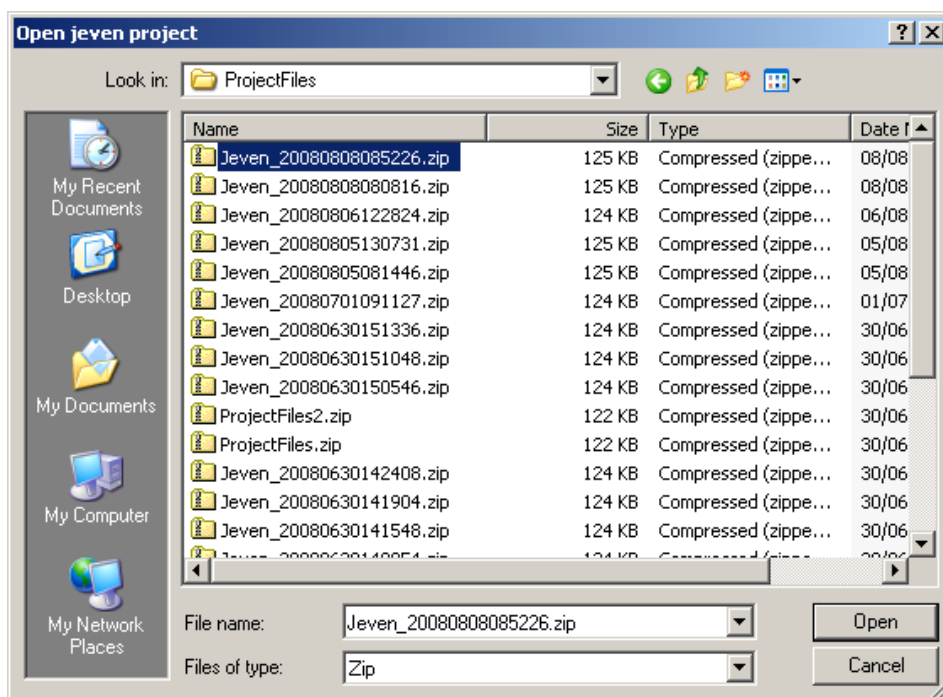 Open jeven project
Look in: ProjectFiles
My Recent
Documents
Desktop
My Documents
My Computer
My Network
Places
Name Size Type Date
Jeven_20080808085226.zip 125 KB Compressed (zippe... 08/08
Jeven_20080808080816.zip 125 KB Compressed (zippe... 08/08
Jeven_20080806122824.zip 124 KB Compressed (zippe... 06/08
Jeven_20080805130731.zip 125 KB Compressed (zippe... 05/08
Jeven_20080805081446.zip 125 KB Compressed (zippe... 05/08
Jeven_20080701091127.zip 124 KB Compressed (zippe... 01/07
Jeven_20080630151336.zip 124 KB Compressed (zippe... 30/06
Jeven_20080630151048.zip 124 KB Compressed (zippe... 30/06
Jeven_20080630150546.zip 124 KB Compressed (zippe... 30/06
ProjectFiles2.zip 122 KB Compressed (zippe... 30/06
ProjectFiles.zip 122 KB Compressed (zippe... 30/06
Jeven_20080630142408.zip 124 KB Compressed (zippe... 30/06
Jeven_20080630141904.zip 124 KB Compressed (zippe... 30/06
Jeven_20080630141548.zip 124 KB Compressed (zippe... 30/06
File name: Jeven_20080808085226.zip Open
Files of type: Zip Cancel